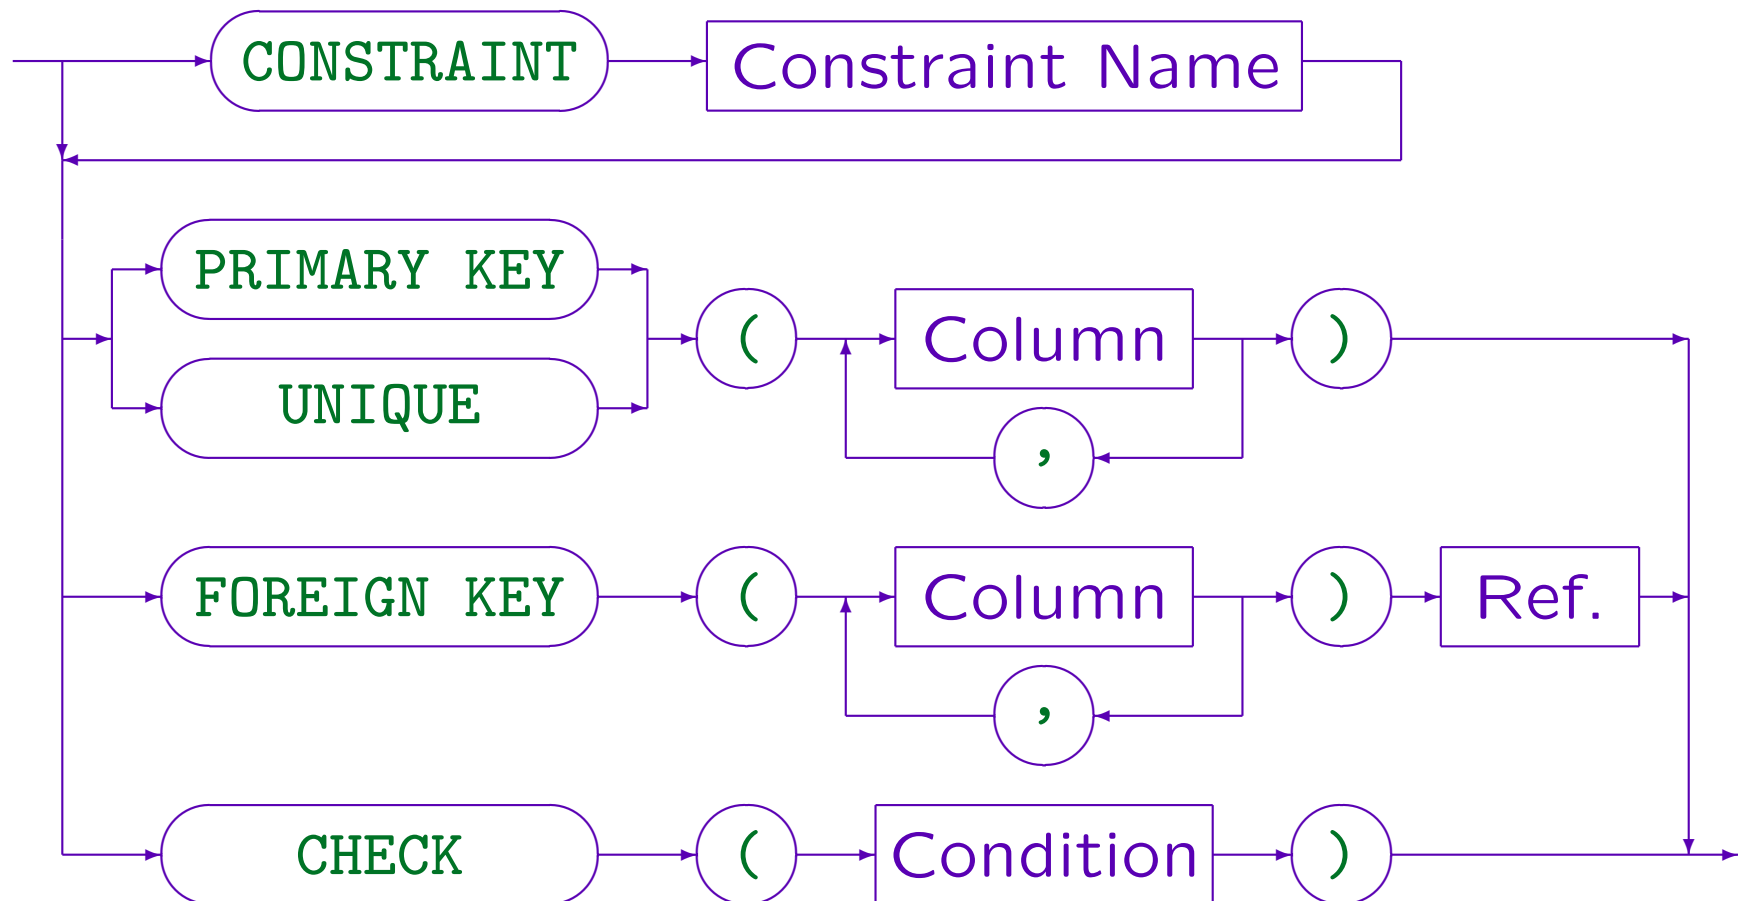 CONSTRAINT Constraint Name
PRIMARY KEY
UNIQUE
( Column )
,
FOREIGN KEY ( Column ) Ref.
,
CHECK ( Condition )